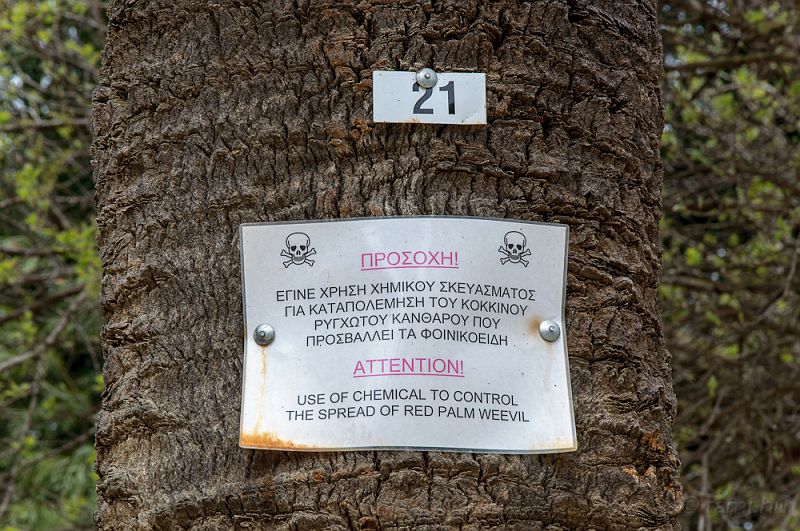 21
ΠΡΟΣΟΧΗ!
ΕΓΙΝΕ ΧΡΗΣΗ ΧΗΜΙΚΟΥ ΣΚΕΥΑΣΜΑΤΟΣ
ΓΙΑ ΚΑΤΑΠΟΛΕΜΗΣΗ ΤΟΥ ΚΟΚΚΙΝΟΥ
ΡΥΓΧΩΤΟΥ ΚΑΝΘΑΡΟΥ ΠΟΥ
ΠΡΟΣΒΑΛΛΕΙ ΤΑ ΦΟΙΝΙΚΟΕΙΔΗ
ATTENTION!
USE OF CHEMICAL TO CONTROL
THE SPREAD OF RED PALM WEEVIL